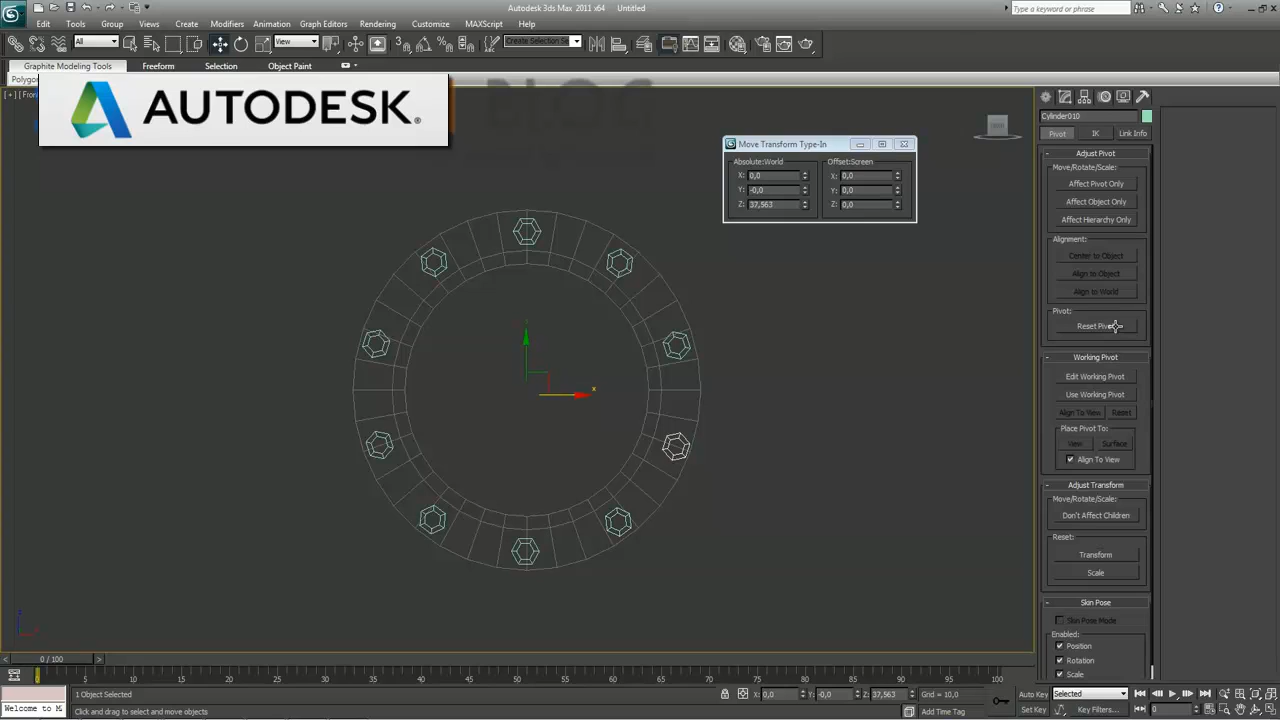 Autodesk 3ds Max 2011 x64 Untitled
Type a keyword or phrase
Edit Tools Group Views Create Modifiers Animation Graph Editors Rendering Customize MAXScript Help
All View Create Selection Se
Graphite Modeling Tools Freeform Selection Object Paint
AUTODESK®
[ + ] [ Fron
Cylinder010
Pivot IK Link Info
Adjust Pivot
Move/Rotate/Scale:
Affect Pivot Only
Affect Object Only
Affect Hierarchy Only
Alignment:
Center to Object
Align to Object
Align to World
Pivot:
Reset Piv
Working Pivot
Edit Working Pivot
Use Working Pivot
Align To View Reset
Place Pivot To:
View Surface
Align To View
Adjust Transform
Move/Rotate/Scale:
Don't Affect Children
Reset:
Transform
Scale
Skin Pose
Skin Pose Mode
Enabled:
Position
Rotation
Scale
Move Transform Type-In
Absolute:World Offset:Screen
X: 0,0 X: 0,0
Y: -0,0 Y: 0,0
Z: 37,563 Z: 0,0
x
0 / 100
0 5 10 15 20 25 30 35 40 45 50 55 60 65 70 75 80 85 90 95 100
1 Object Selected X: 0,0 Y: -0,0 Z: 37,563 Grid = 10,0 Auto Key Selected
Welcome to M Click and drag to select and move objects Add Time Tag Set Key Key Filters... 0